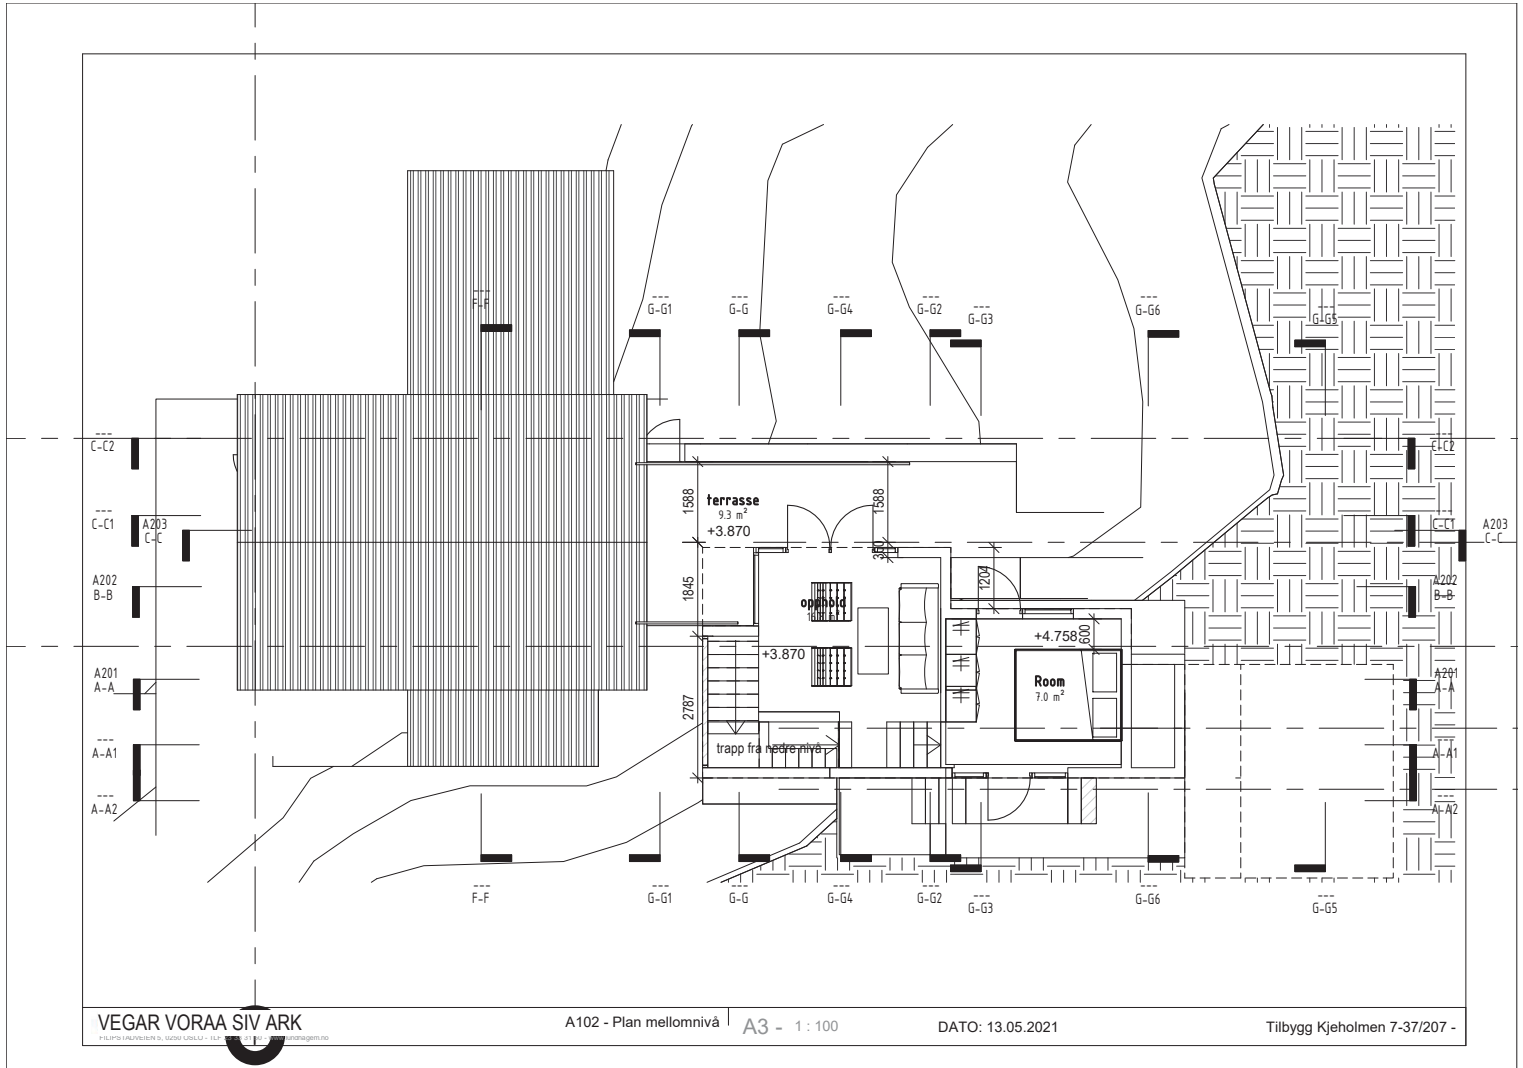 ---
F-F
---
G-G1
---
G-G
---
G-G4
---
G-G2
---
G-G3
---
G-G6
---
G-G5
---
C-C2
---
C-C2
---
C-C1
A203
C-C
---
C-C1
A203
C-C
A202
B-B
A202
B-B
A201
A-A
A201
A-A
---
A-A1
---
A-A1
---
A-A2
---
A-A2
1588
terrasse
9.3 m²
+3.870
1588
1845
1204
opphold
+3.870
+4.758
600
Room
7.0 m²
2787
trapp fra nedre nivå
---
F-F
---
G-G1
---
G-G
---
G-G4
---
G-G2
---
G-G3
---
G-G6
---
G-G5
VEGAR VORAA SIV ARK
A102 - Plan mellomnivå
A3 - 1 : 100
DATO: 13.05.2021
Tilbygg Kjeholmen 7-37/207 -